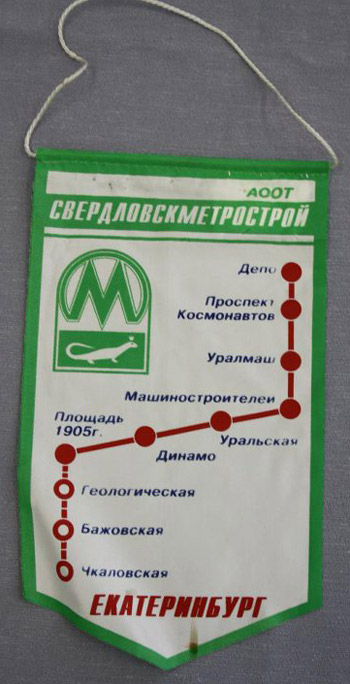 АООТ
СВЕРДЛОВСКМЕТРОСТРОЙ
М
Депо
Проспект
Космонавтов
Уралмаш
Машиностроителей
Площадь
1905г.
Уральская
Динамо
Геологическая
Бажовская
Чкаловская
ЕКАТЕРИНБУРГ